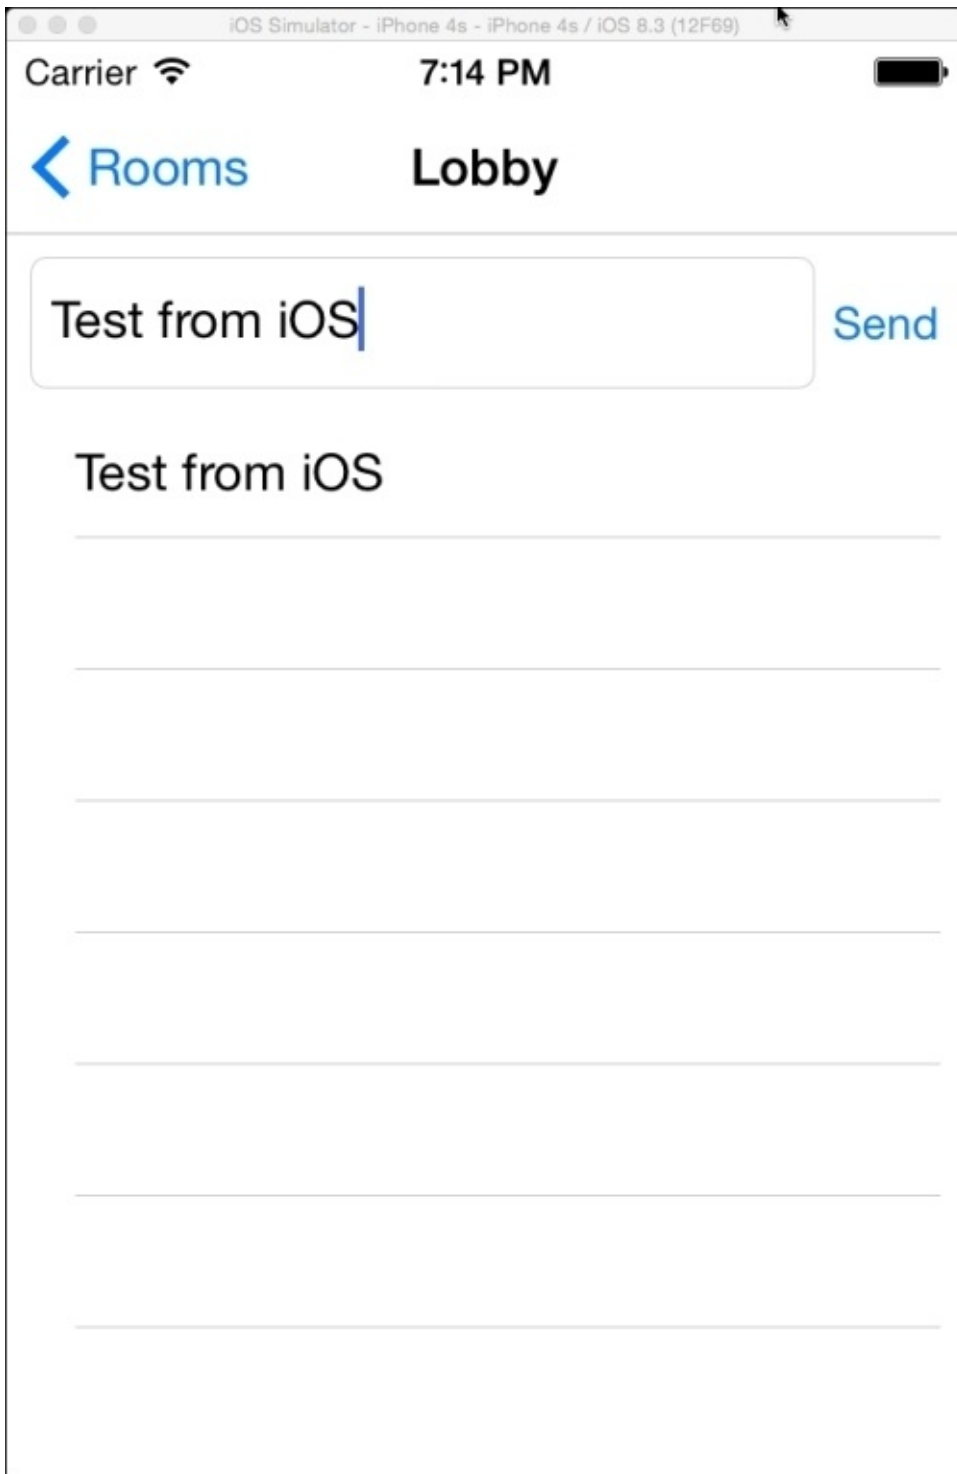 iOS Simulator - iPhone 4s - iPhone 4s / iOS 8.3 (12F69)
Carrier 7:14 PM
Rooms Lobby
Test from iOS Send
Test from iOS